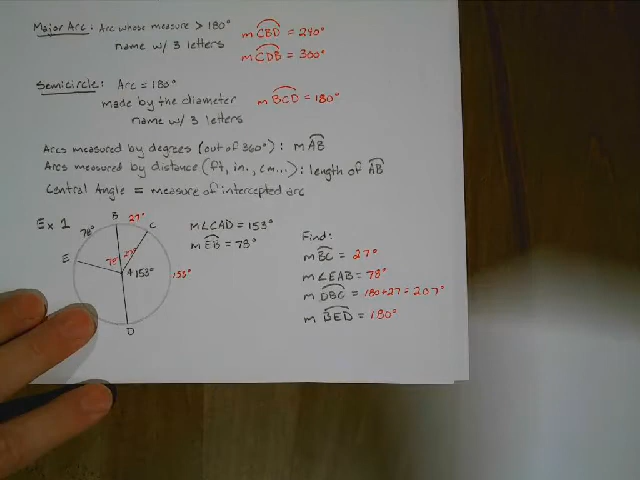 Major Arc: Arc whose measure > 180°
name w/ 3 letters
m CBD = 240°
m CDB = 300°
Semicircle: Arc = 180°
made by the diameter
name w/ 3 letters
m BCD = 180°
Arcs measured by degrees (out of 360°): m AB
Arcs measured by distance (ft, in., cm...): length of AB
Central Angle = measure of intercepted arc
Ex 1
B 27° C
78°
E
78° 27°
A 153°
153°
D
m∠CAD = 153°
m EB = 78°
Find:
m BC = 27°
m∠EAB = 78°
m DBC = 180+27 = 207°
m BED = 180°